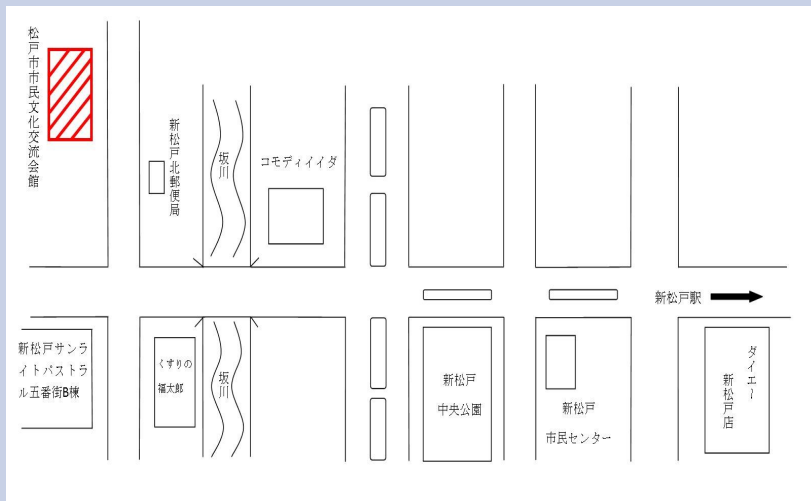 松戸市市民文化交流会館
新松戸北郵便局
坂川
コモディイイダ
新松戸駅
新松戸サンラ
イトパストラ
ル五番街B棟
くすりの
福太郎
坂川
新松戸
中央公園
新松戸
市民センター
ダイエ～
新松戸店